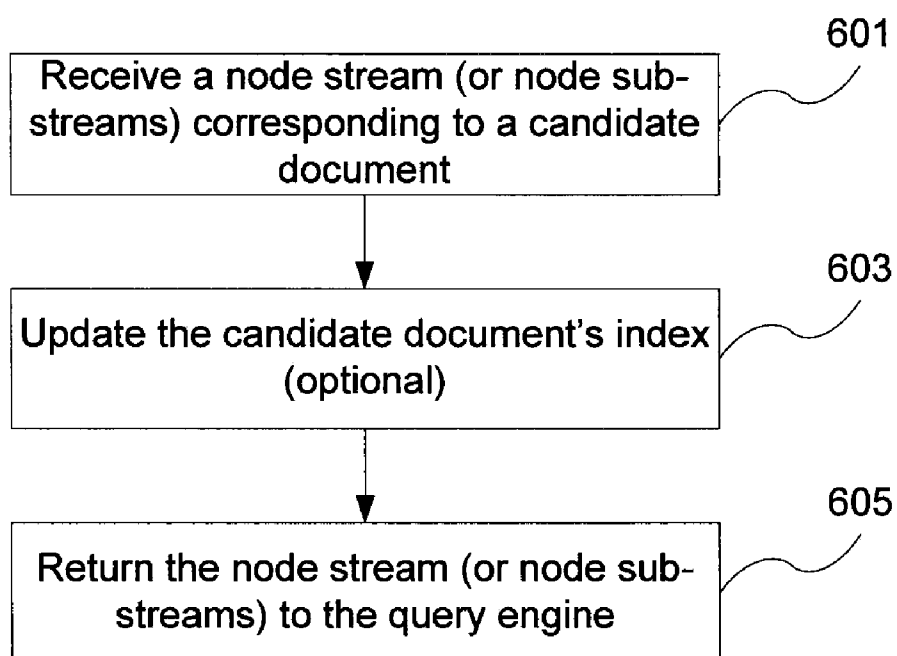 601
Receive a node stream (or node sub-
streams) corresponding to a candidate
document
603
Update the candidate document's index
(optional)
605
Return the node stream (or node sub-
streams) to the query engine